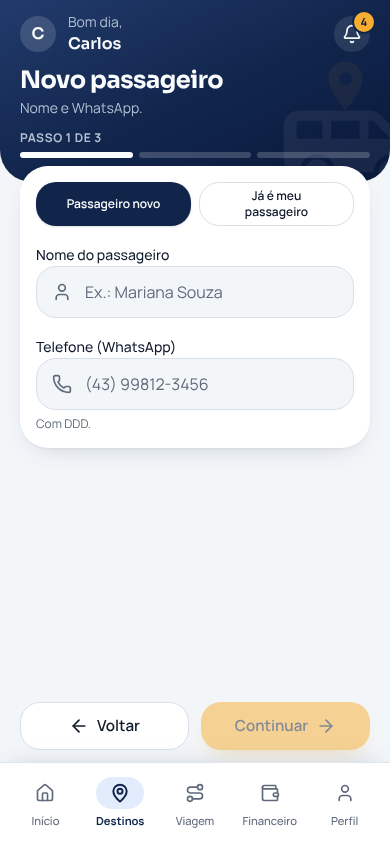 C
Bom dia,
Carlos
4
Novo passageiro
Nome e WhatsApp.
PASSO 1 DE 3
Passageiro novo
Já é meu
passageiro
Nome do passageiro
Ex.: Mariana Souza
Telefone (WhatsApp)
(43) 99812-3456
Com DDD.
Voltar
Continuar
Início
Destinos
Viagem
Financeiro
Perfil